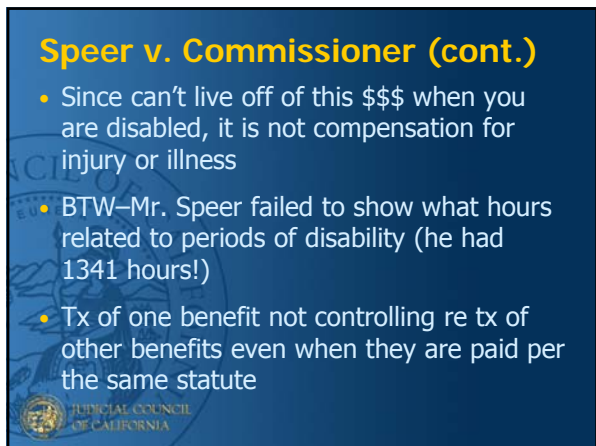 Speer v. Commissioner (cont.)
• Since can't live off of this $$$ when you
are disabled, it is not compensation for
injury or illness
• BTW–Mr. Speer failed to show what hours
related to periods of disability (he had
1341 hours!)
• Tx of one benefit not controlling re tx of
other benefits even when they are paid per
the same statute
JUDICIAL COUNCIL
OF CALIFORNIA